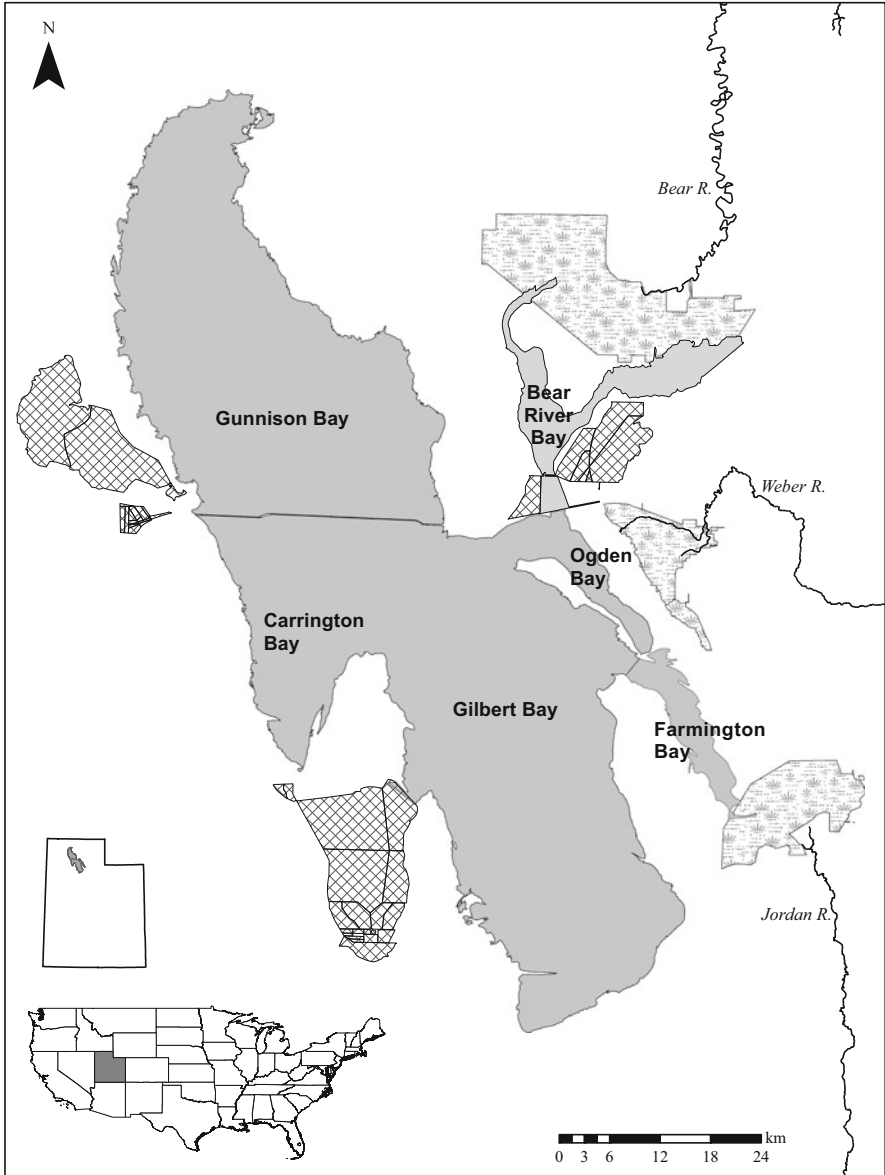 N
Bear R.
Gunnison Bay
Bear
River
Bay
Weber R.
Ogden
Bay
Carrington
Bay
Gilbert Bay
Farmington
Bay
Jordan R.
km
0 3 6 12 18 24